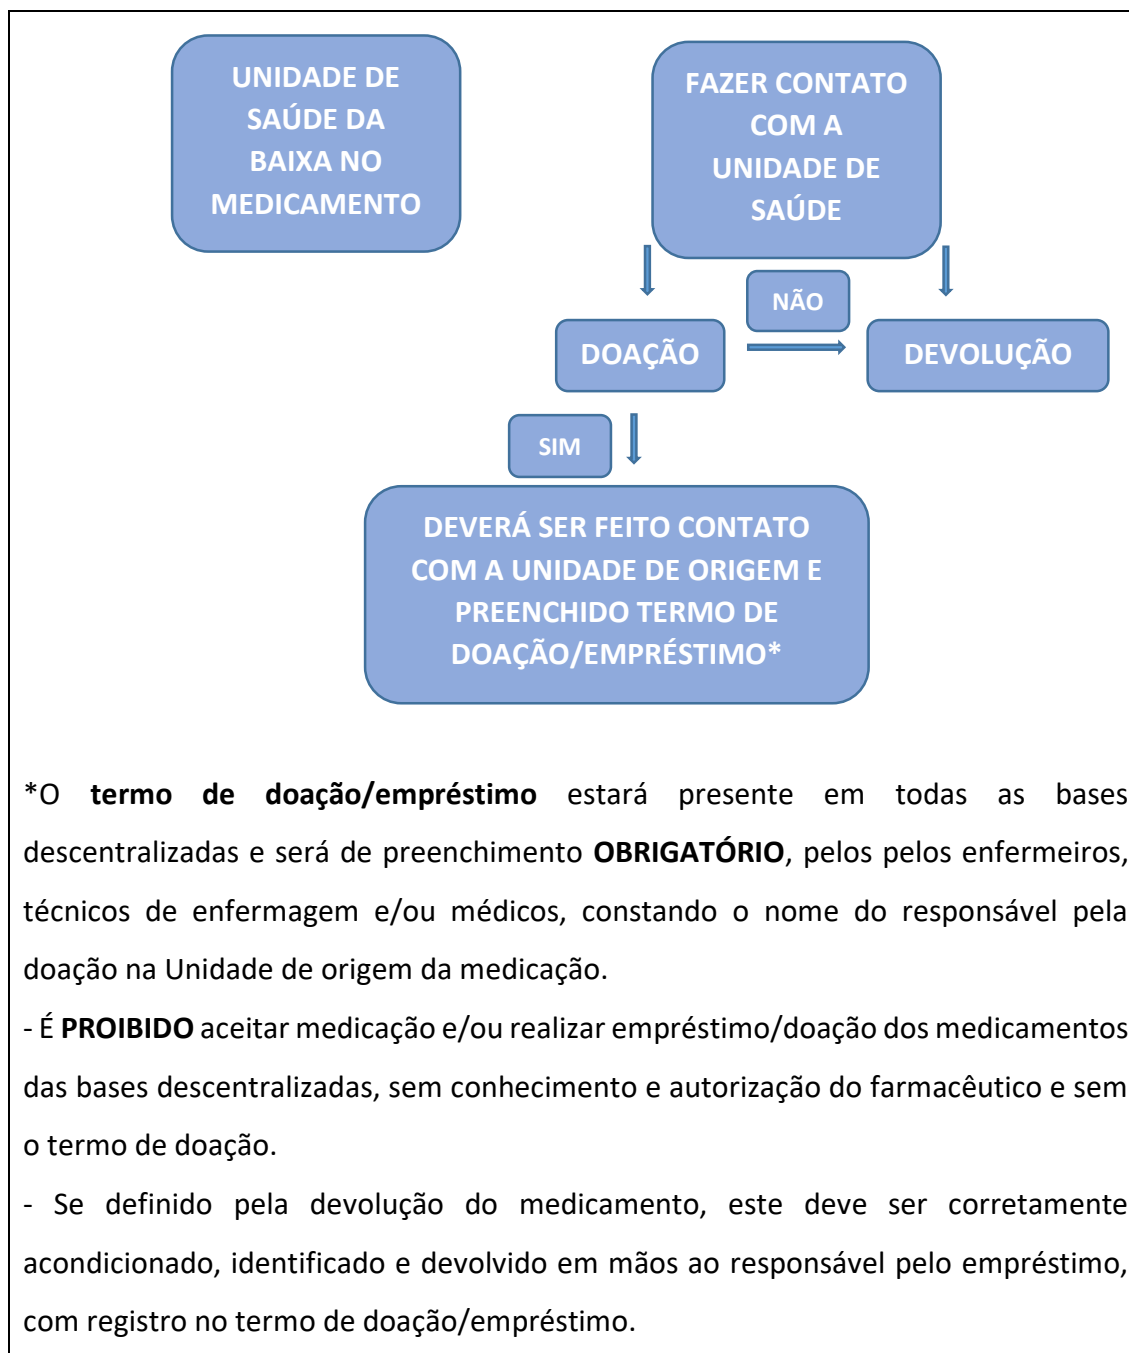 UNIDADE DE
SAÚDE DA
BAIXA NO
MEDICAMENTO
FAZER CONTATO
COM A
UNIDADE DE
SAÚDE
NÃO
DOAÇÃO
DEVOLUÇÃO
SIM
DEVERÁ SER FEITO CONTATO
COM A UNIDADE DE ORIGEM E
PREENCHIDO TERMO DE
DOAÇÃO/EMPRÉSTIMO*
*O termo de doação/empréstimo estará presente em todas as bases
descentralizadas e será de preenchimento OBRIGATÓRIO, pelos pelos enfermeiros,
técnicos de enfermagem e/ou médicos, constando o nome do responsável pela
doação na Unidade de origem da medicação.
- É PROIBIDO aceitar medicação e/ou realizar empréstimo/doação dos medicamentos
das bases descentralizadas, sem conhecimento e autorização do farmacêutico e sem
o termo de doação.
- Se definido pela devolução do medicamento, este deve ser corretamente
acondicionado, identificado e devolvido em mãos ao responsável pelo empréstimo,
com registro no termo de doação/empréstimo.